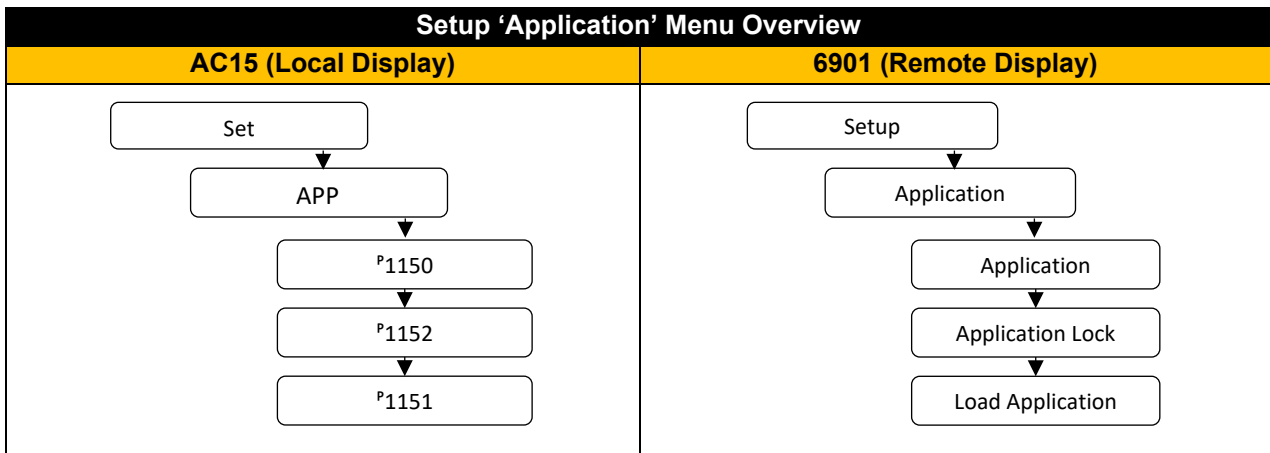 Setup ‘Application’ Menu Overview
AC15 (Local Display)
6901 (Remote Display)
Set
APP
ᴾ1150
ᴾ1152
ᴾ1151
Setup
Application
Application
Application Lock
Load Application